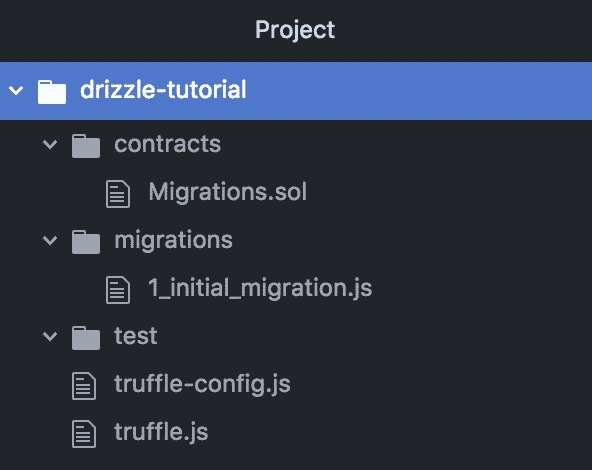 Project
drizzle-tutorial
contracts
Migrations.sol
migrations
1_initial_migration.js
test
truffle-config.js
truffle.js